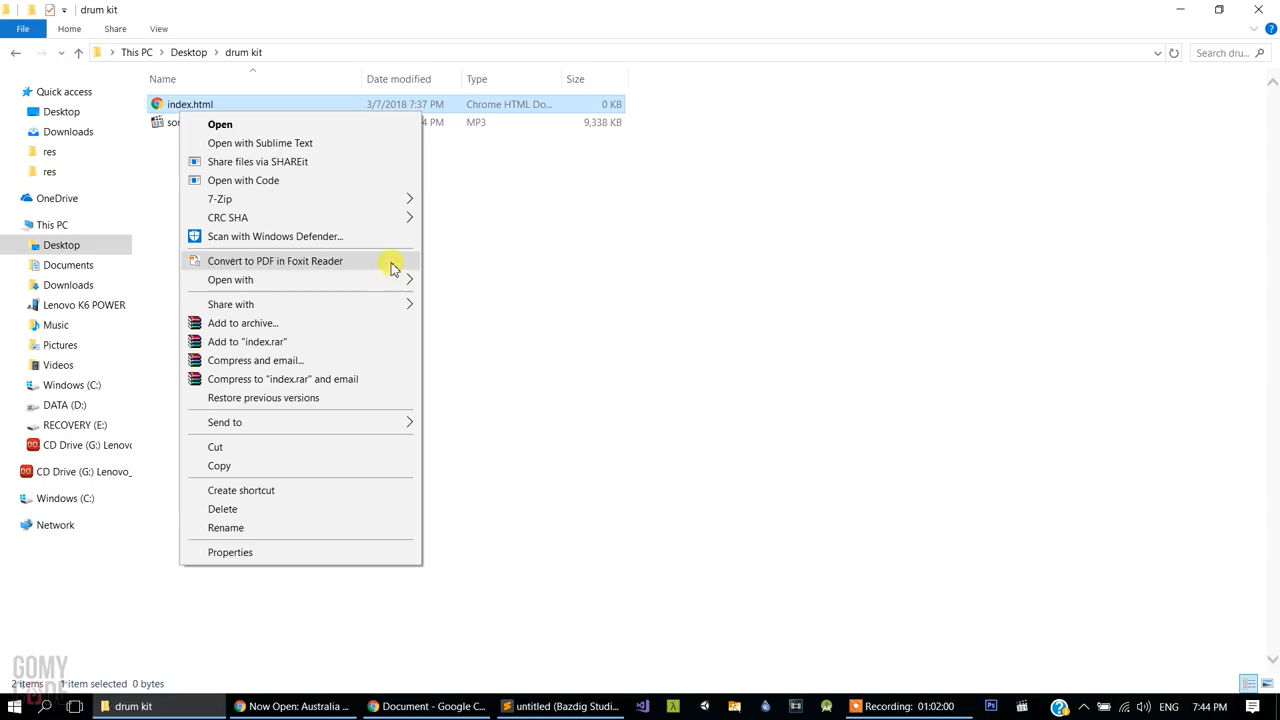 drum kit
File
Home
Share
View
This PC
Desktop
drum kit
Search dru...
Name
Date modified
Type
Size
index.html
3/7/2018 7:37 PM
Chrome HTML Do...
0 KB
4 PM
MP3
9,338 KB
Quick access
Desktop
Downloads
res
res
OneDrive
This PC
Desktop
Documents
Downloads
Lenovo K6 POWER
Music
Pictures
Videos
Windows (C:)
DATA (D:)
RECOVERY (E:)
CD Drive (G:) Lenovo
CD Drive (G:) Lenovo_
Windows (C:)
Network
Open
Open with Sublime Text
Share files via SHAREit
Open with Code
7-Zip
CRC SHA
Scan with Windows Defender...
Convert to PDF in Foxit Reader
Open with
Share with
Add to archive...
Add to "index.rar"
Compress and email...
Compress to "index.rar" and email
Restore previous versions
Send to
Cut
Copy
Create shortcut
Delete
Rename
Properties
GOMY
CODE
2 items
1 item selected 0 bytes
drum kit
Now Open: Australia ...
Document - Google C...
untitled (Bazdig Studi...
Recording: 01:02:00
7:44 PM